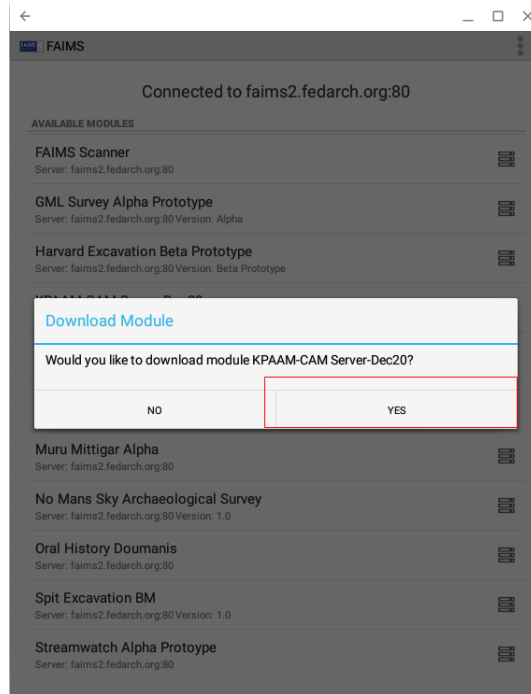 FAIMS
Connected to faims2.fedarch.org:80
AVAILABLE MODULES
FAIMS Scanner
Server: faims2.fedarch.org:80
GML Survey Alpha Prototype
Server: faims2.fedarch.org:80 Version: Alpha
Harvard Excavation Beta Prototype
Server: faims2.fedarch.org:80 Version: Beta Prototype
Download Module
Would you like to download module KPAAM-CAM Server-Dec20?
NO YES
Muru Mittigar Alpha
Server: faims2.fedarch.org:80
No Mans Sky Archaeological Survey
Server: faims2.fedarch.org:80 Version: 1.0
Oral History Doumanis
Server: faims2.fedarch.org:80
Spit Excavation BM
Server: faims2.fedarch.org:80 Version: 1.0
Streamwatch Alpha Protoype
Server: faims2.fedarch.org:80